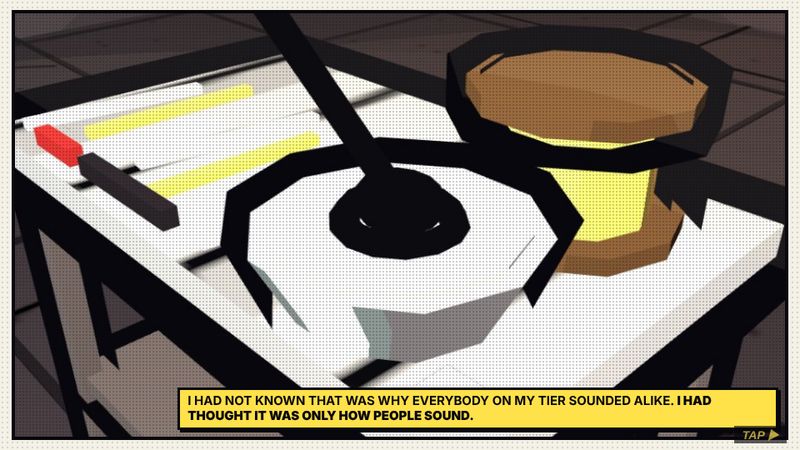 I HAD NOT KNOWN THAT WAS WHY EVERYBODY ON MY TIER SOUNDED ALIKE. I HAD
THOUGHT IT WAS ONLY HOW PEOPLE SOUND.
TAP ▶